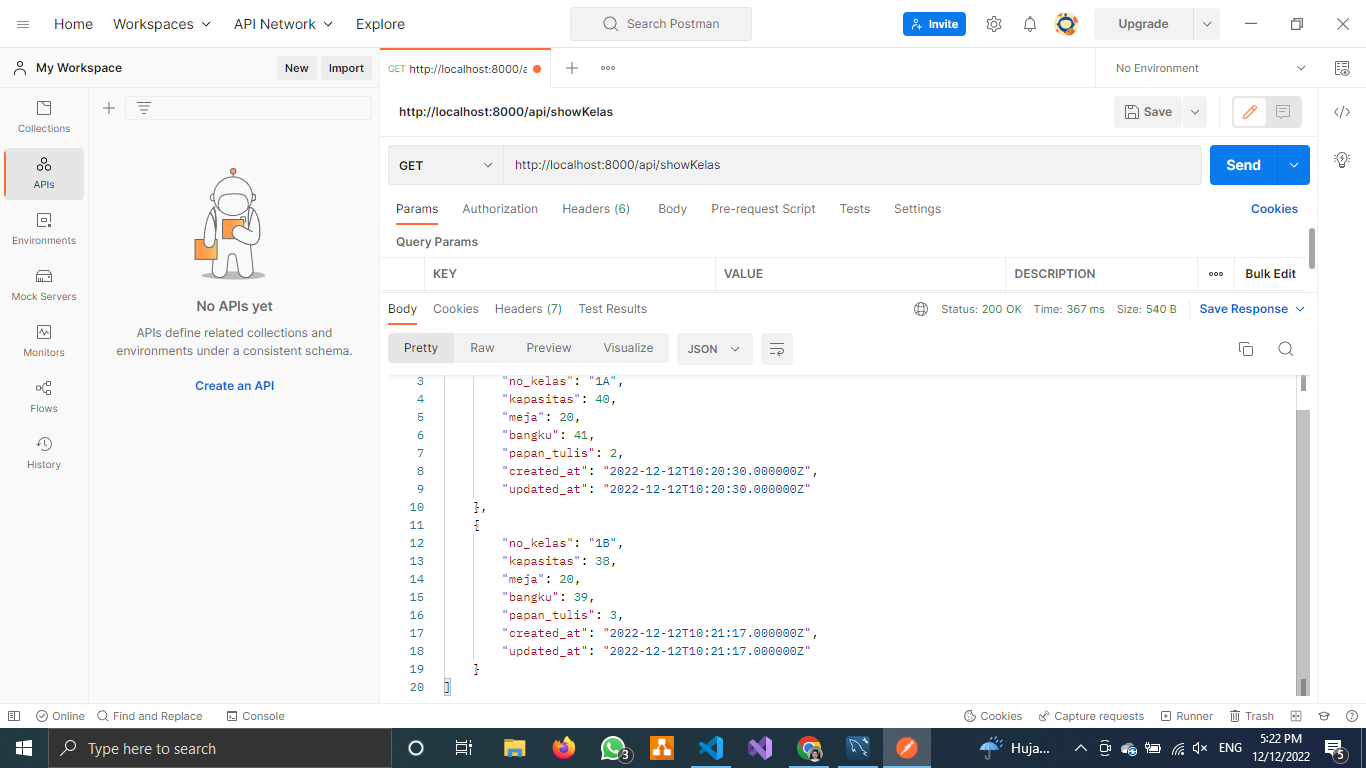 Home Workspaces API Network Explore Search Postman Invite Upgrade
My Workspace New Import GET http://localhost:8000/a No Environment
Collections
APIs
Environments
Mock Servers
Monitors
Flows
History
No APIs yet
APIs define related collections and
environments under a consistent schema.
Create an API
http://localhost:8000/api/showKelas Save
GET http://localhost:8000/api/showKelas Send
Params Authorization Headers (6) Body Pre-request Script Tests Settings Cookies
Query Params
KEY VALUE DESCRIPTION Bulk Edit
Body Cookies Headers (7) Test Results Status: 200 OK Time: 367 ms Size: 540 B Save Response
Pretty Raw Preview Visualize JSON
3 "no_kelas": "1A",
4 "kapasitas": 40,
5 "meja": 20,
6 "bangku": 41,
7 "papan_tulis": 2,
8 "created_at": "2022-12-12T10:20:30.000000Z",
9 "updated_at": "2022-12-12T10:20:30.000000Z"
10 },
11 {
12 "no_kelas": "1B",
13 "kapasitas": 38,
14 "meja": 20,
15 "bangku": 39,
16 "papan_tulis": 3,
17 "created_at": "2022-12-12T10:21:17.000000Z",
18 "updated_at": "2022-12-12T10:21:17.000000Z"
19 }
20 ]
Online Find and Replace Console Cookies Capture requests Runner Trash
Type here to search 3 Huja... ENG 5:22 PM 5
12/12/2022